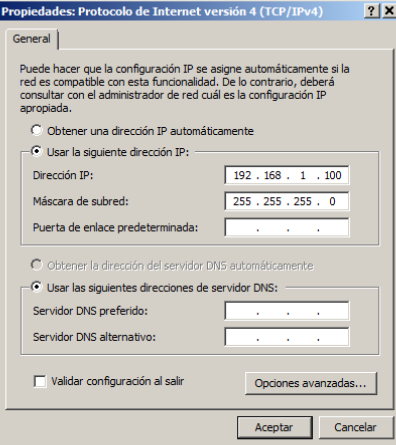 Propiedades: Protocolo de Internet versión 4 (TCP/IPv4)
General
Puede hacer que la configuración IP se asigne automáticamente si la
red es compatible con esta funcionalidad. De lo contrario, deberá
consultar con el administrador de red cuál es la configuración IP
apropiada.
Obtener una dirección IP automáticamente
Usar la siguiente dirección IP:
Dirección IP: 192 . 168 . 1 . 100
Máscara de subred: 255 . 255 . 255 . 0
Puerta de enlace predeterminada: . . .
Obtener la dirección del servidor DNS automáticamente
Usar las siguientes direcciones de servidor DNS:
Servidor DNS preferido: . . .
Servidor DNS alternativo: . . .
Validar configuración al salir
Opciones avanzadas...
Aceptar Cancelar